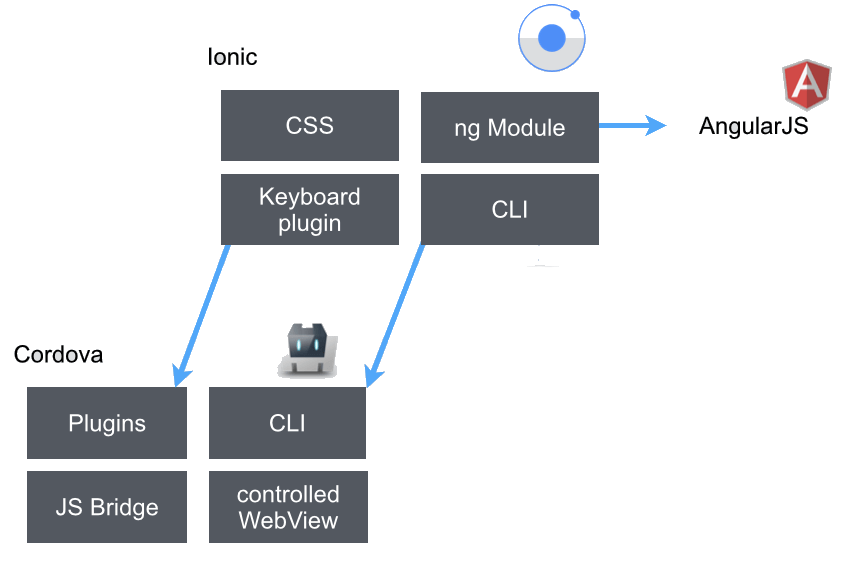 Ionic
CSS
ng Module
AngularJS
Keyboard
plugin
CLI
Cordova
Plugins
CLI
JS Bridge
controlled
WebView